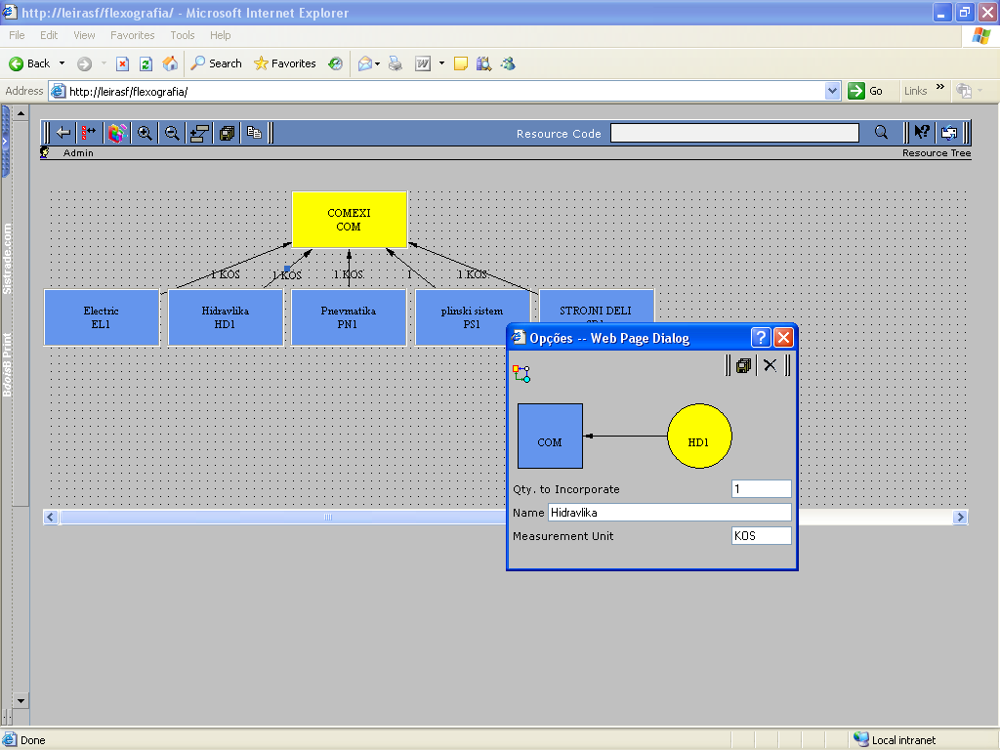 http://leirasf/flexografia/ - Microsoft Internet Explorer
File Edit View Favorites Tools Help
Back Search Favorites
Address http://leirasf/flexografia/ Go Links
Resource Code
Admin Resource Tree
Sistrade.com
BdoisB Print
COMEXI
COM
1 KOS 1 KOS 1 KOS 1 1 KOS
Electric
EL1
Hidravlika
HD1
Pnevmatika
PN1
plinski sistem
PS1
STROJNI DELI
Opções -- Web Page Dialog
COM HD1
Qty. to Incorporate 1
Name Hidravlika
Measurement Unit KOS
Done Local intranet